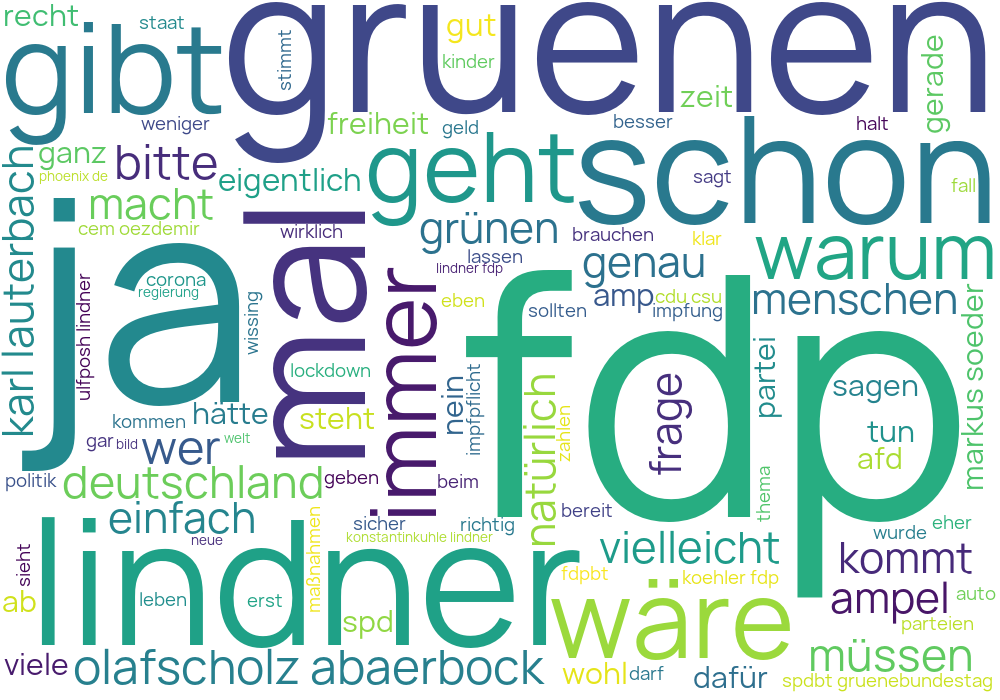 recht
staat
gruenen
gibt
stimmt
gut
kinder
zeit
gerade
weniger
freiheit
geld
besser
halt
ganz
bitte
geht
schon
phoenix de
eigentlich
sagt
fall
karl lauterbach
macht
cem oezdemir
ja
mal
wirklich
grünen
brauchen
klar
warum
lassen
lindner fdp
genau
corona
regierung
immer
eben
amp
cdu csu
menschen
ulfposh lindner
wissing
fdp
sollten
impfung
markus soeder
lockdown
partei
nein
impfpflicht
natürlich
frage
sagen
kommen
hätte
steht
zahlen
tun
gar
bild
wer
welt
afd
politik
deutschland
geben
beim
thema
einfach
maßnahmen
sicher
richtig
bereit
eher
lindner
neue
konstantinkuhle lindner
wurde
vielleicht
kommt
sieht
fdpbt
koehler fdp
ab
leben
erst
wäre
ampel
auto
spd
parteien
viele
olafscholz abaerbock
wohl
darf
dafür
müssen
spdbt gruenebundestag